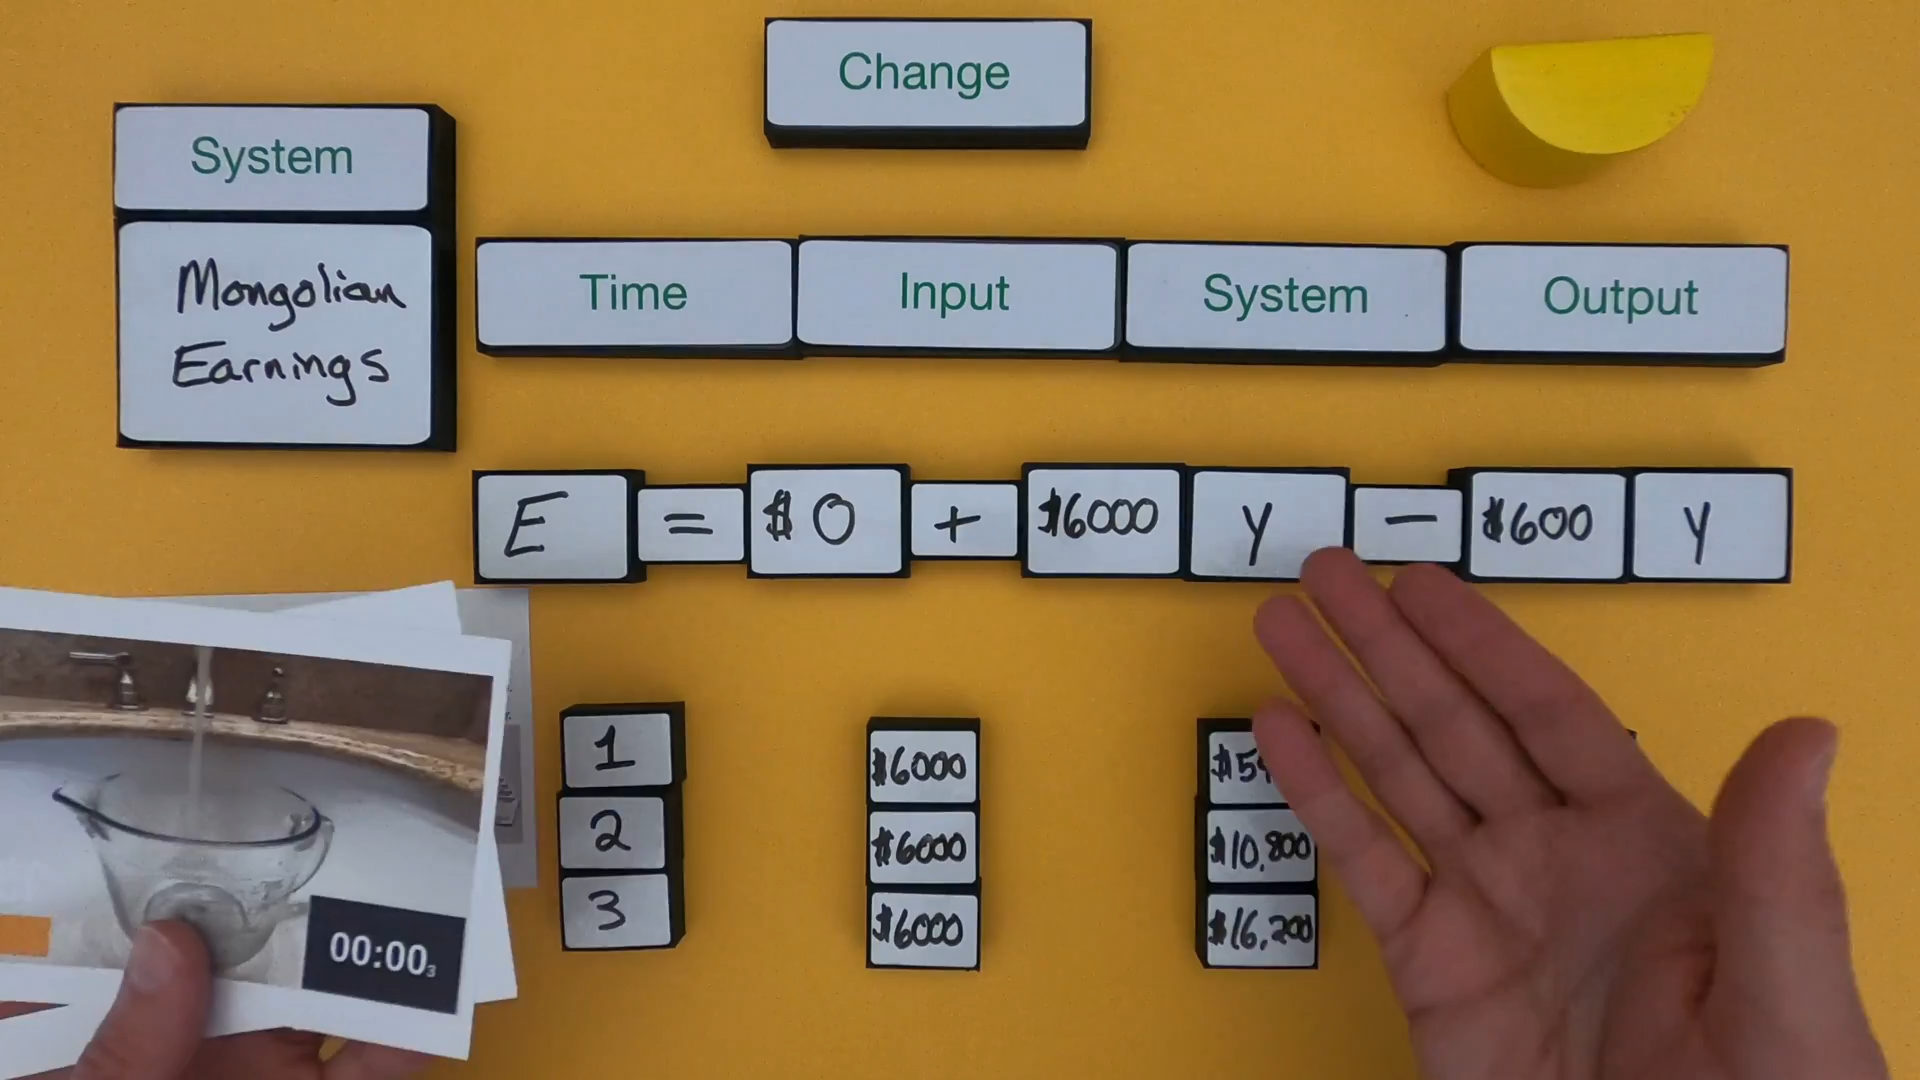 Change
System
Mongolian
Earnings
Time Input System Output
E = $0 + $6000 y - $600 y
1 $6000
2 $6000 $10,800
3 $6000 $16,200
00:00₃